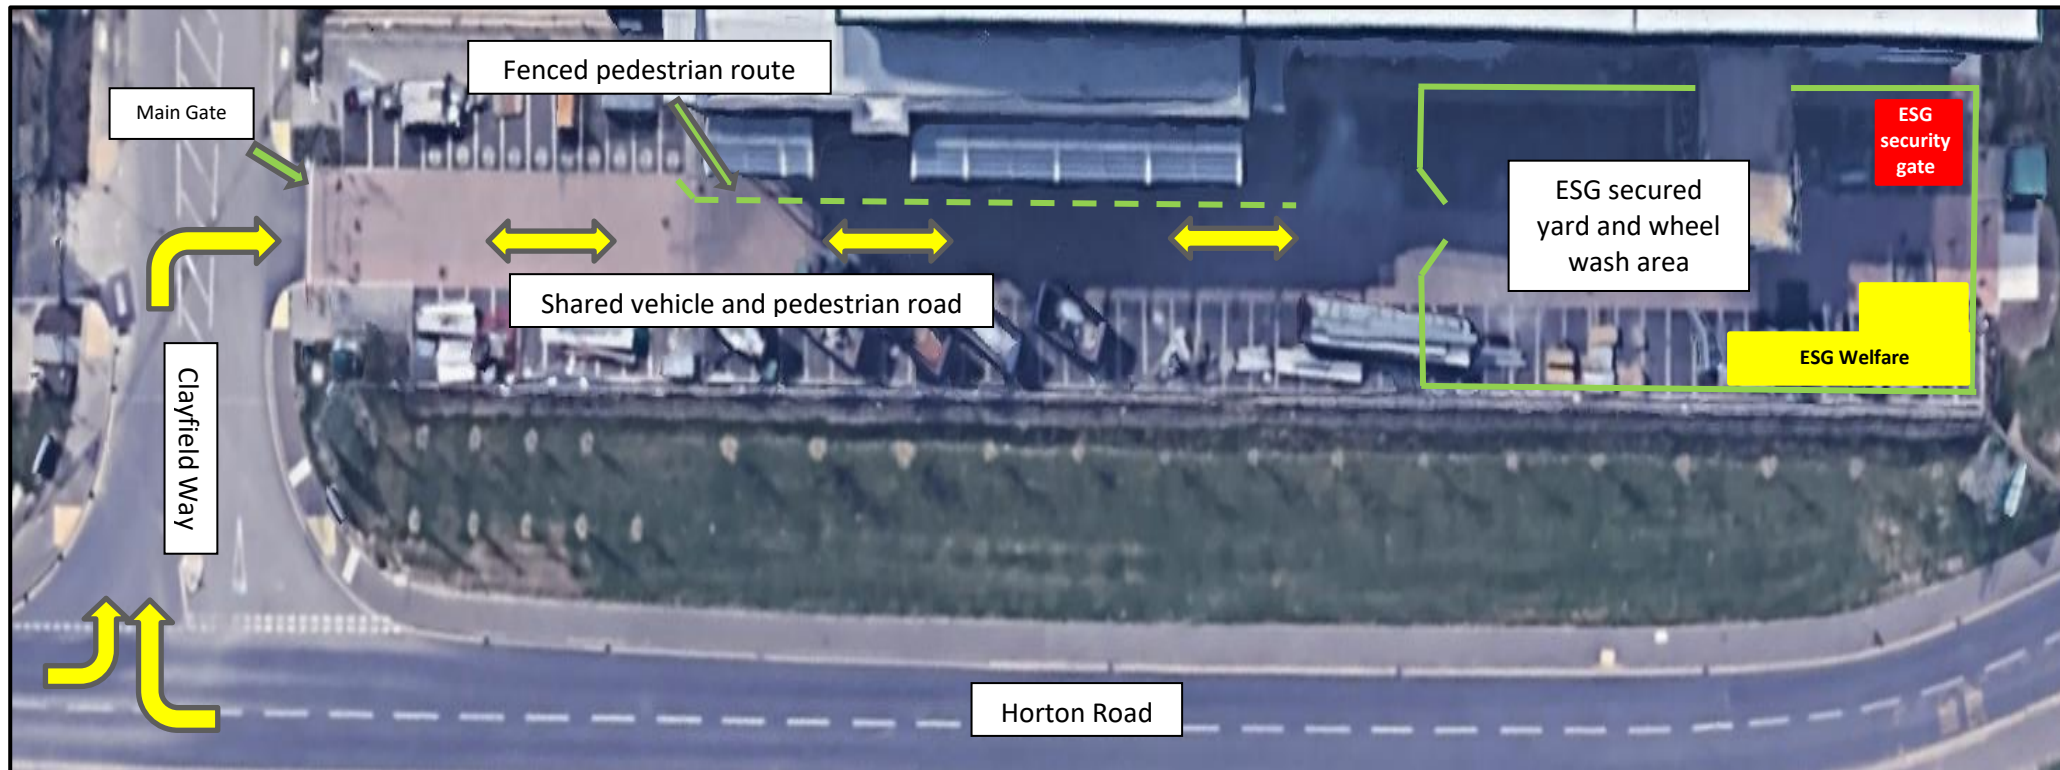 Fenced pedestrian route
Main Gate
ESG
security
gate
ESG secured
yard and wheel
wash area
Shared vehicle and pedestrian road
ESG Welfare
Clayfield Way
Horton Road